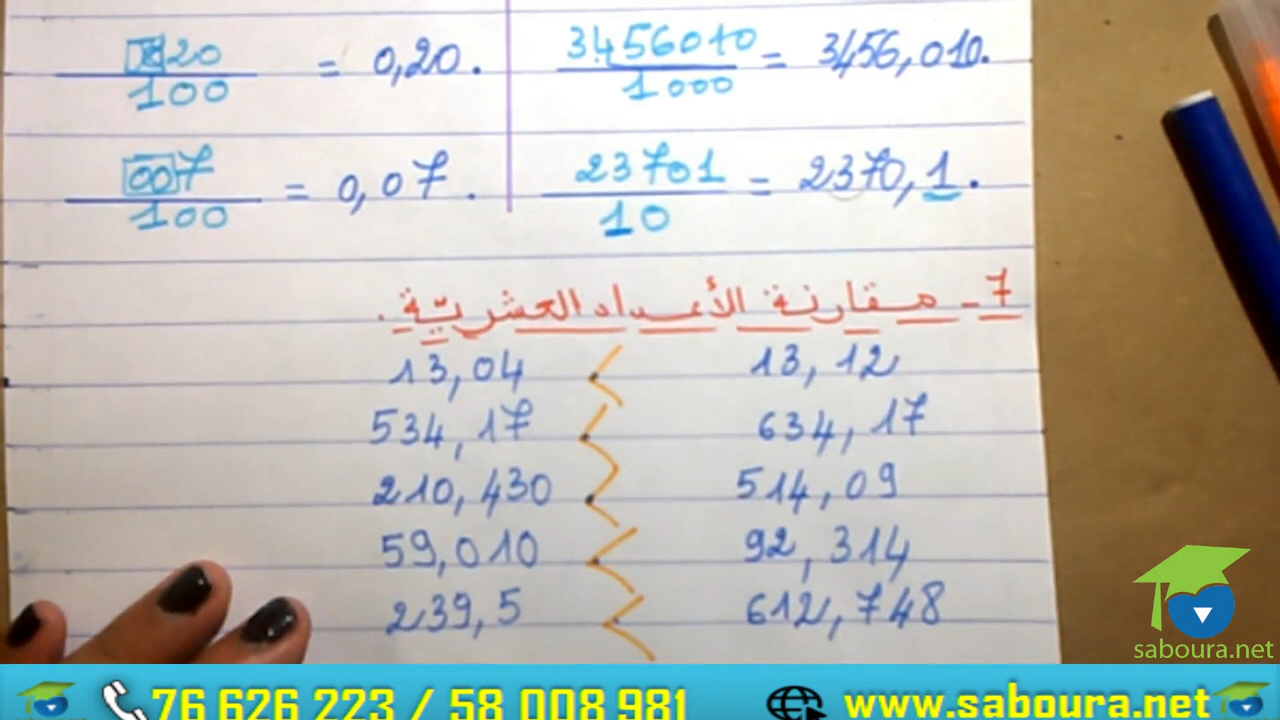 020/100 = 0,20.
3456010/1000 = 3456,010.
007/100 = 0,07.
23701/10 = 2370,1.
7- مقارنة الأعداد العشريّة.
13,04 < 13,12
534,17 < 634,17
210,430 < 514,09
59,010 < 92,314
239,5 < 612,748
saboura.net
76 626 223 / 58 008 981
www.saboura.net